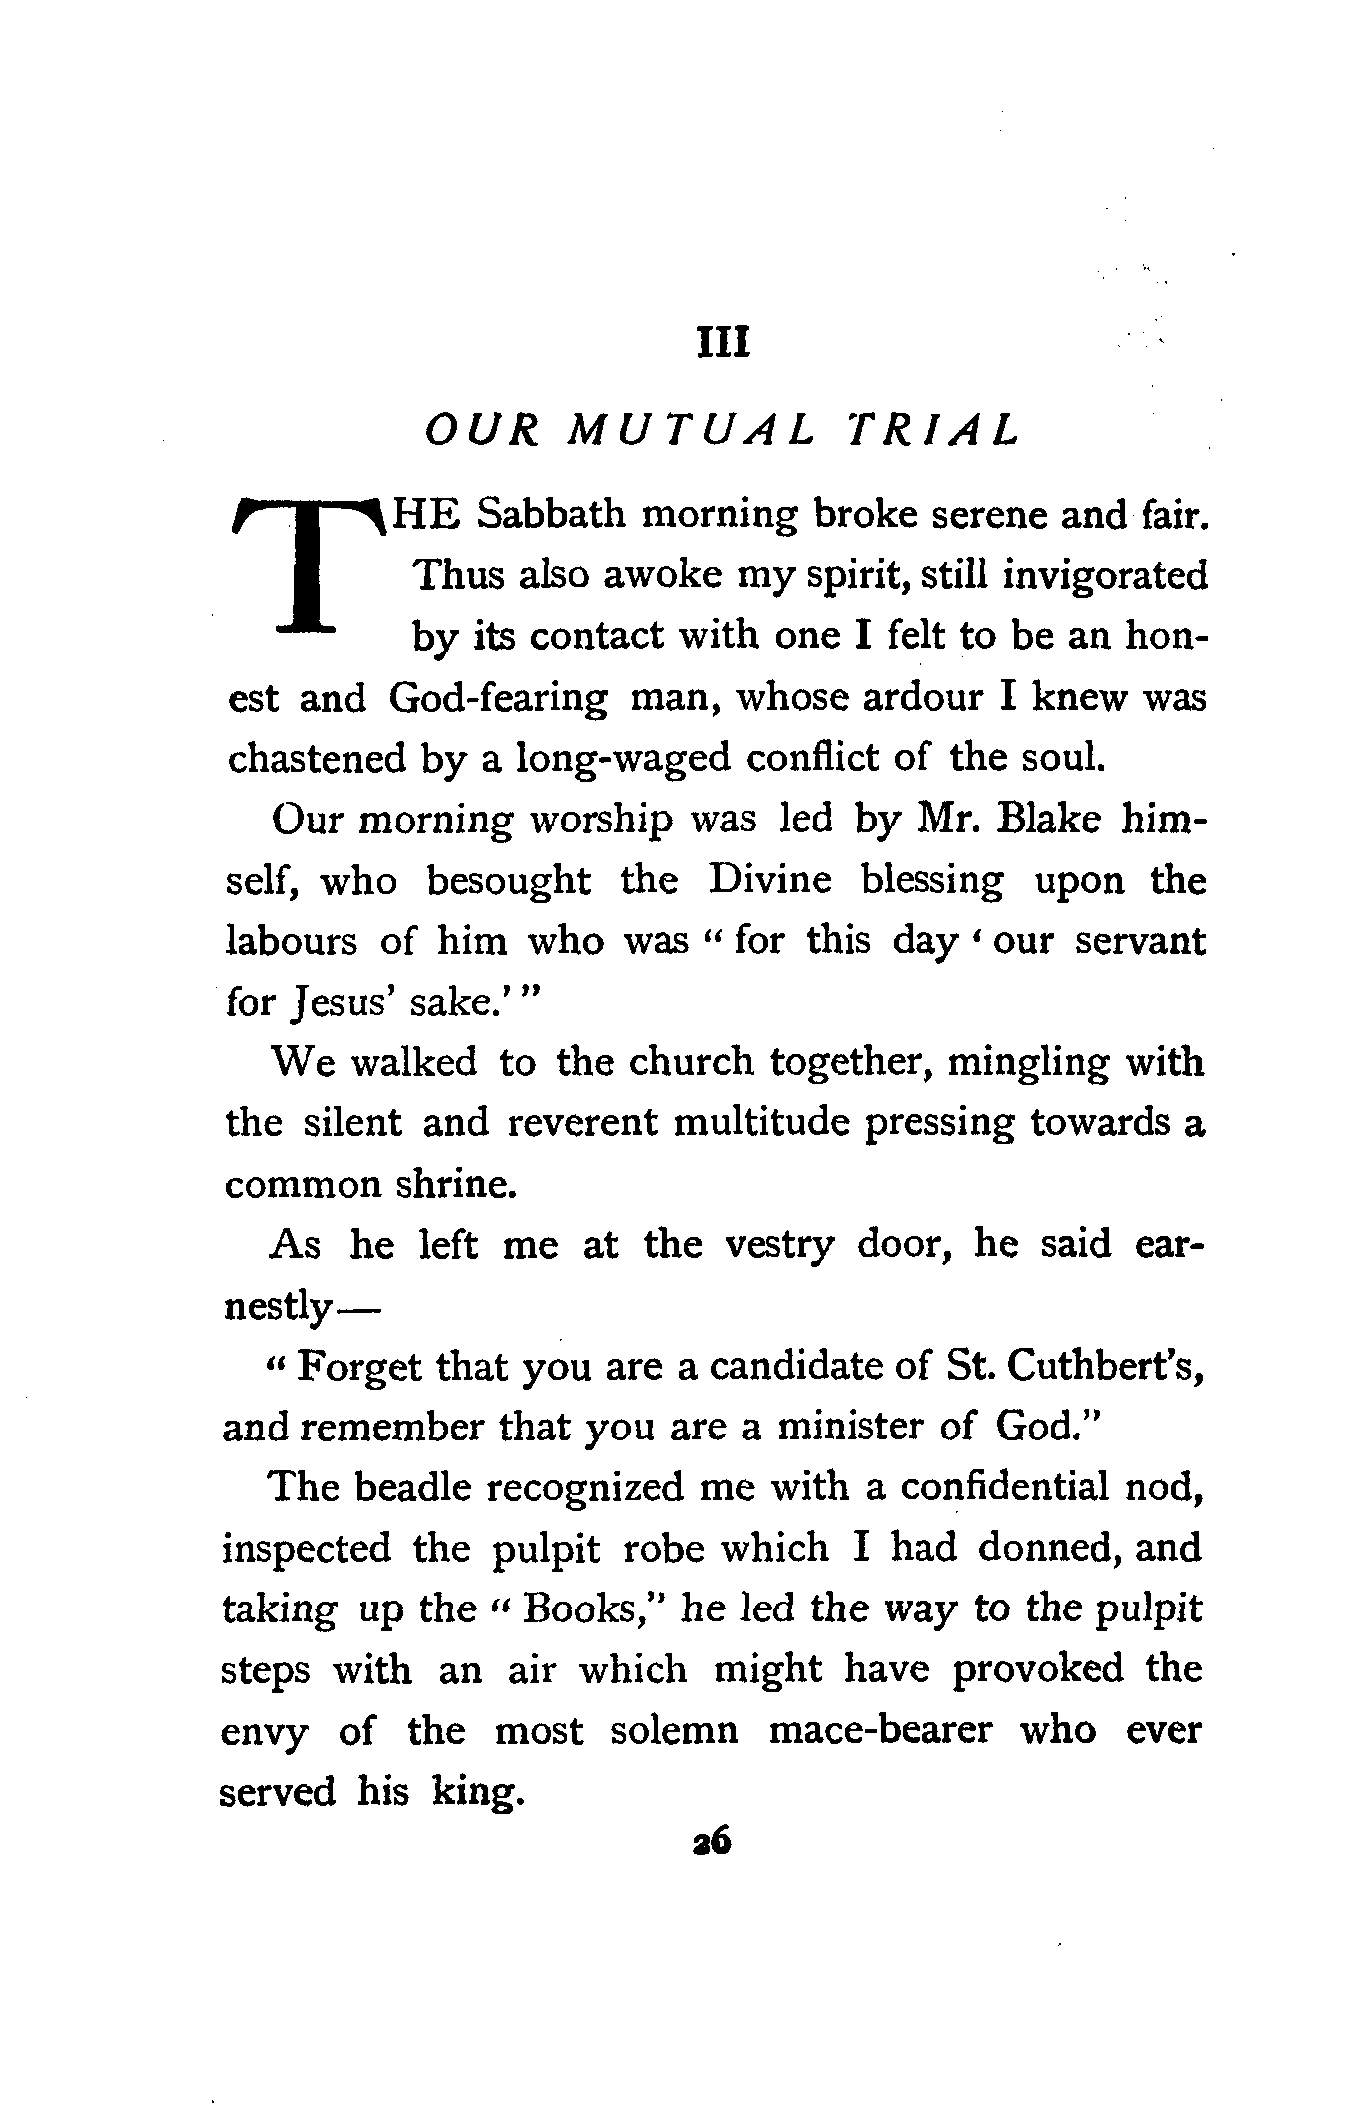 III
OUR MUTUAL TRIAL
THE Sabbath morning broke serene and fair.
Thus also awoke my spirit, still invigorated
by its contact with one I felt to be an hon-
est and God-fearing man, whose ardour I knew was
chastened by a long-waged conflict of the soul.
Our morning worship was led by Mr. Blake him-
self, who besought the Divine blessing upon the
labours of him who was “ for this day ‘ our servant
for Jesus’ sake.’ ”
We walked to the church together, mingling with
the silent and reverent multitude pressing towards a
common shrine.
As he left me at the vestry door, he said ear-
nestly—
“ Forget that you are a candidate of St. Cuthbert’s,
and remember that you are a minister of God.”
The beadle recognized me with a confidential nod,
inspected the pulpit robe which I had donned, and
taking up the “ Books,” he led the way to the pulpit
steps with an air which might have provoked the
envy of the most solemn mace-bearer who ever
served his king.
26